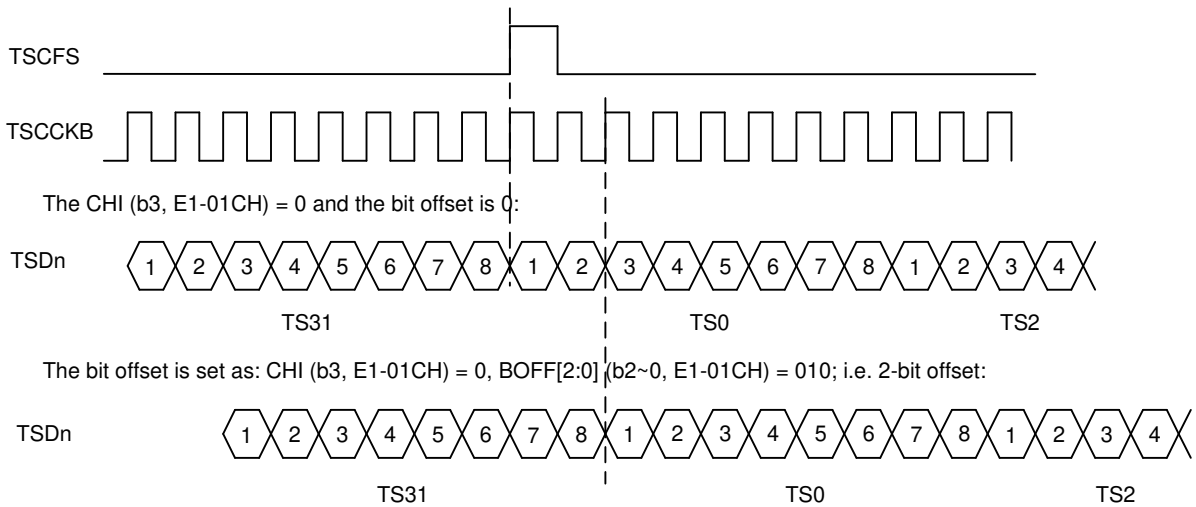 TSCFS
TSCCKB
The CHI (b3, E1-01CH) = 0 and the bit offset is 0:
TSDn 1 2 3 4 5 6 7 8 1 2 3 4 5 6 7 8 1 2 3 4
TS31 TS0 TS2
The bit offset is set as: CHI (b3, E1-01CH) = 0, BOFF[2:0] (b2~0, E1-01CH) = 010; i.e. 2-bit offset:
TSDn 1 2 3 4 5 6 7 8 1 2 3 4 5 6 7 8 1 2 3 4
TS31 TS0 TS2